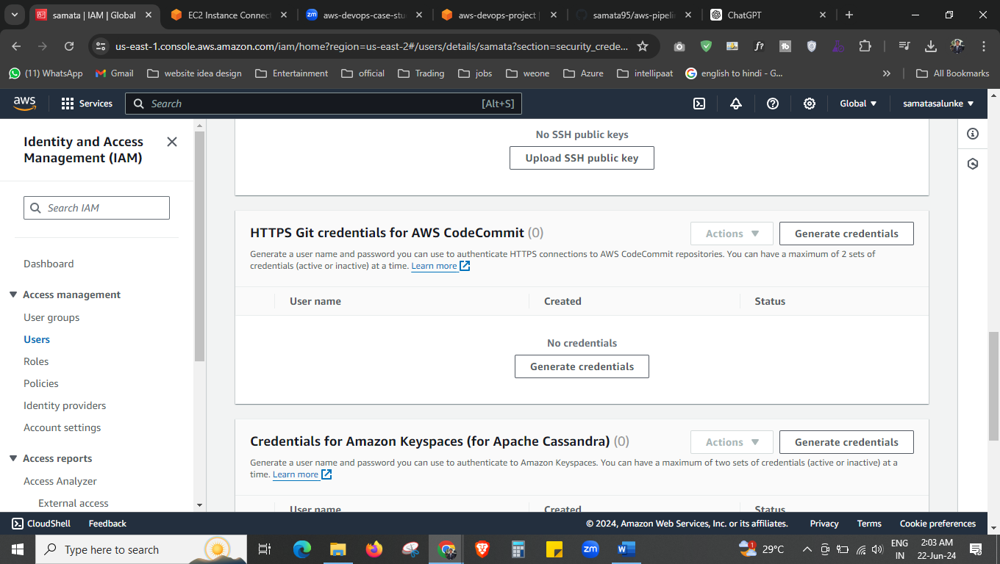 samata | IAM | Global
EC2 Instance Connec
aws-devops-case-stu
aws-devops-project |
samata95/aws-pipelin
ChatGPT
us-east-1.console.aws.amazon.com/iam/home?region=us-east-2#/users/details/samata?section=security_crede...
(11) WhatsApp
Gmail
website idea design
Entertainment
official
Trading
jobs
weone
Azure
intellipaat
english to hindi - G...
All Bookmarks
aws
Services
Search
[Alt+S]
Global
samatasalunke
Identity and Access
Management (IAM)
Search IAM
Dashboard
Access management
User groups
Users
Roles
Policies
Identity providers
Account settings
Access reports
Access Analyzer
External access
No SSH public keys
Upload SSH public key
HTTPS Git credentials for AWS CodeCommit (0)
Actions
Generate credentials
Generate a user name and password you can use to authenticate HTTPS connections to AWS CodeCommit repositories. You can have a maximum of 2 sets of
credentials (active or inactive) at a time. Learn more
User name
Created
Status
No credentials
Generate credentials
Credentials for Amazon Keyspaces (for Apache Cassandra) (0)
Actions
Generate credentials
Generate a user name and password you can use to authenticate to Amazon Keyspaces. You can have a maximum of two sets of credentials (active or inactive) at a
time. Learn more
User name
Created
Status
CloudShell
Feedback
© 2024, Amazon Web Services, Inc. or its affiliates.
Privacy
Terms
Cookie preferences
Type here to search
29°C
ENG
IN
2:03 AM
22-Jun-24